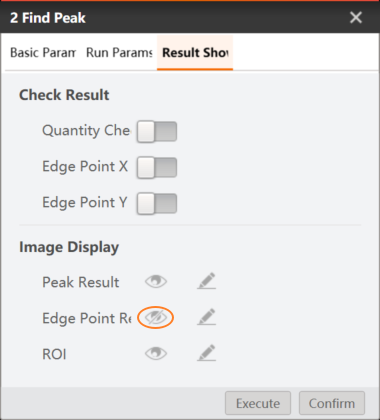 2 Find Peak
Basic Param Run Params Result Show
Check Result
Quantity Che
Edge Point X
Edge Point Y
Image Display
Peak Result
Edge Point Re
ROI
Execute Confirm